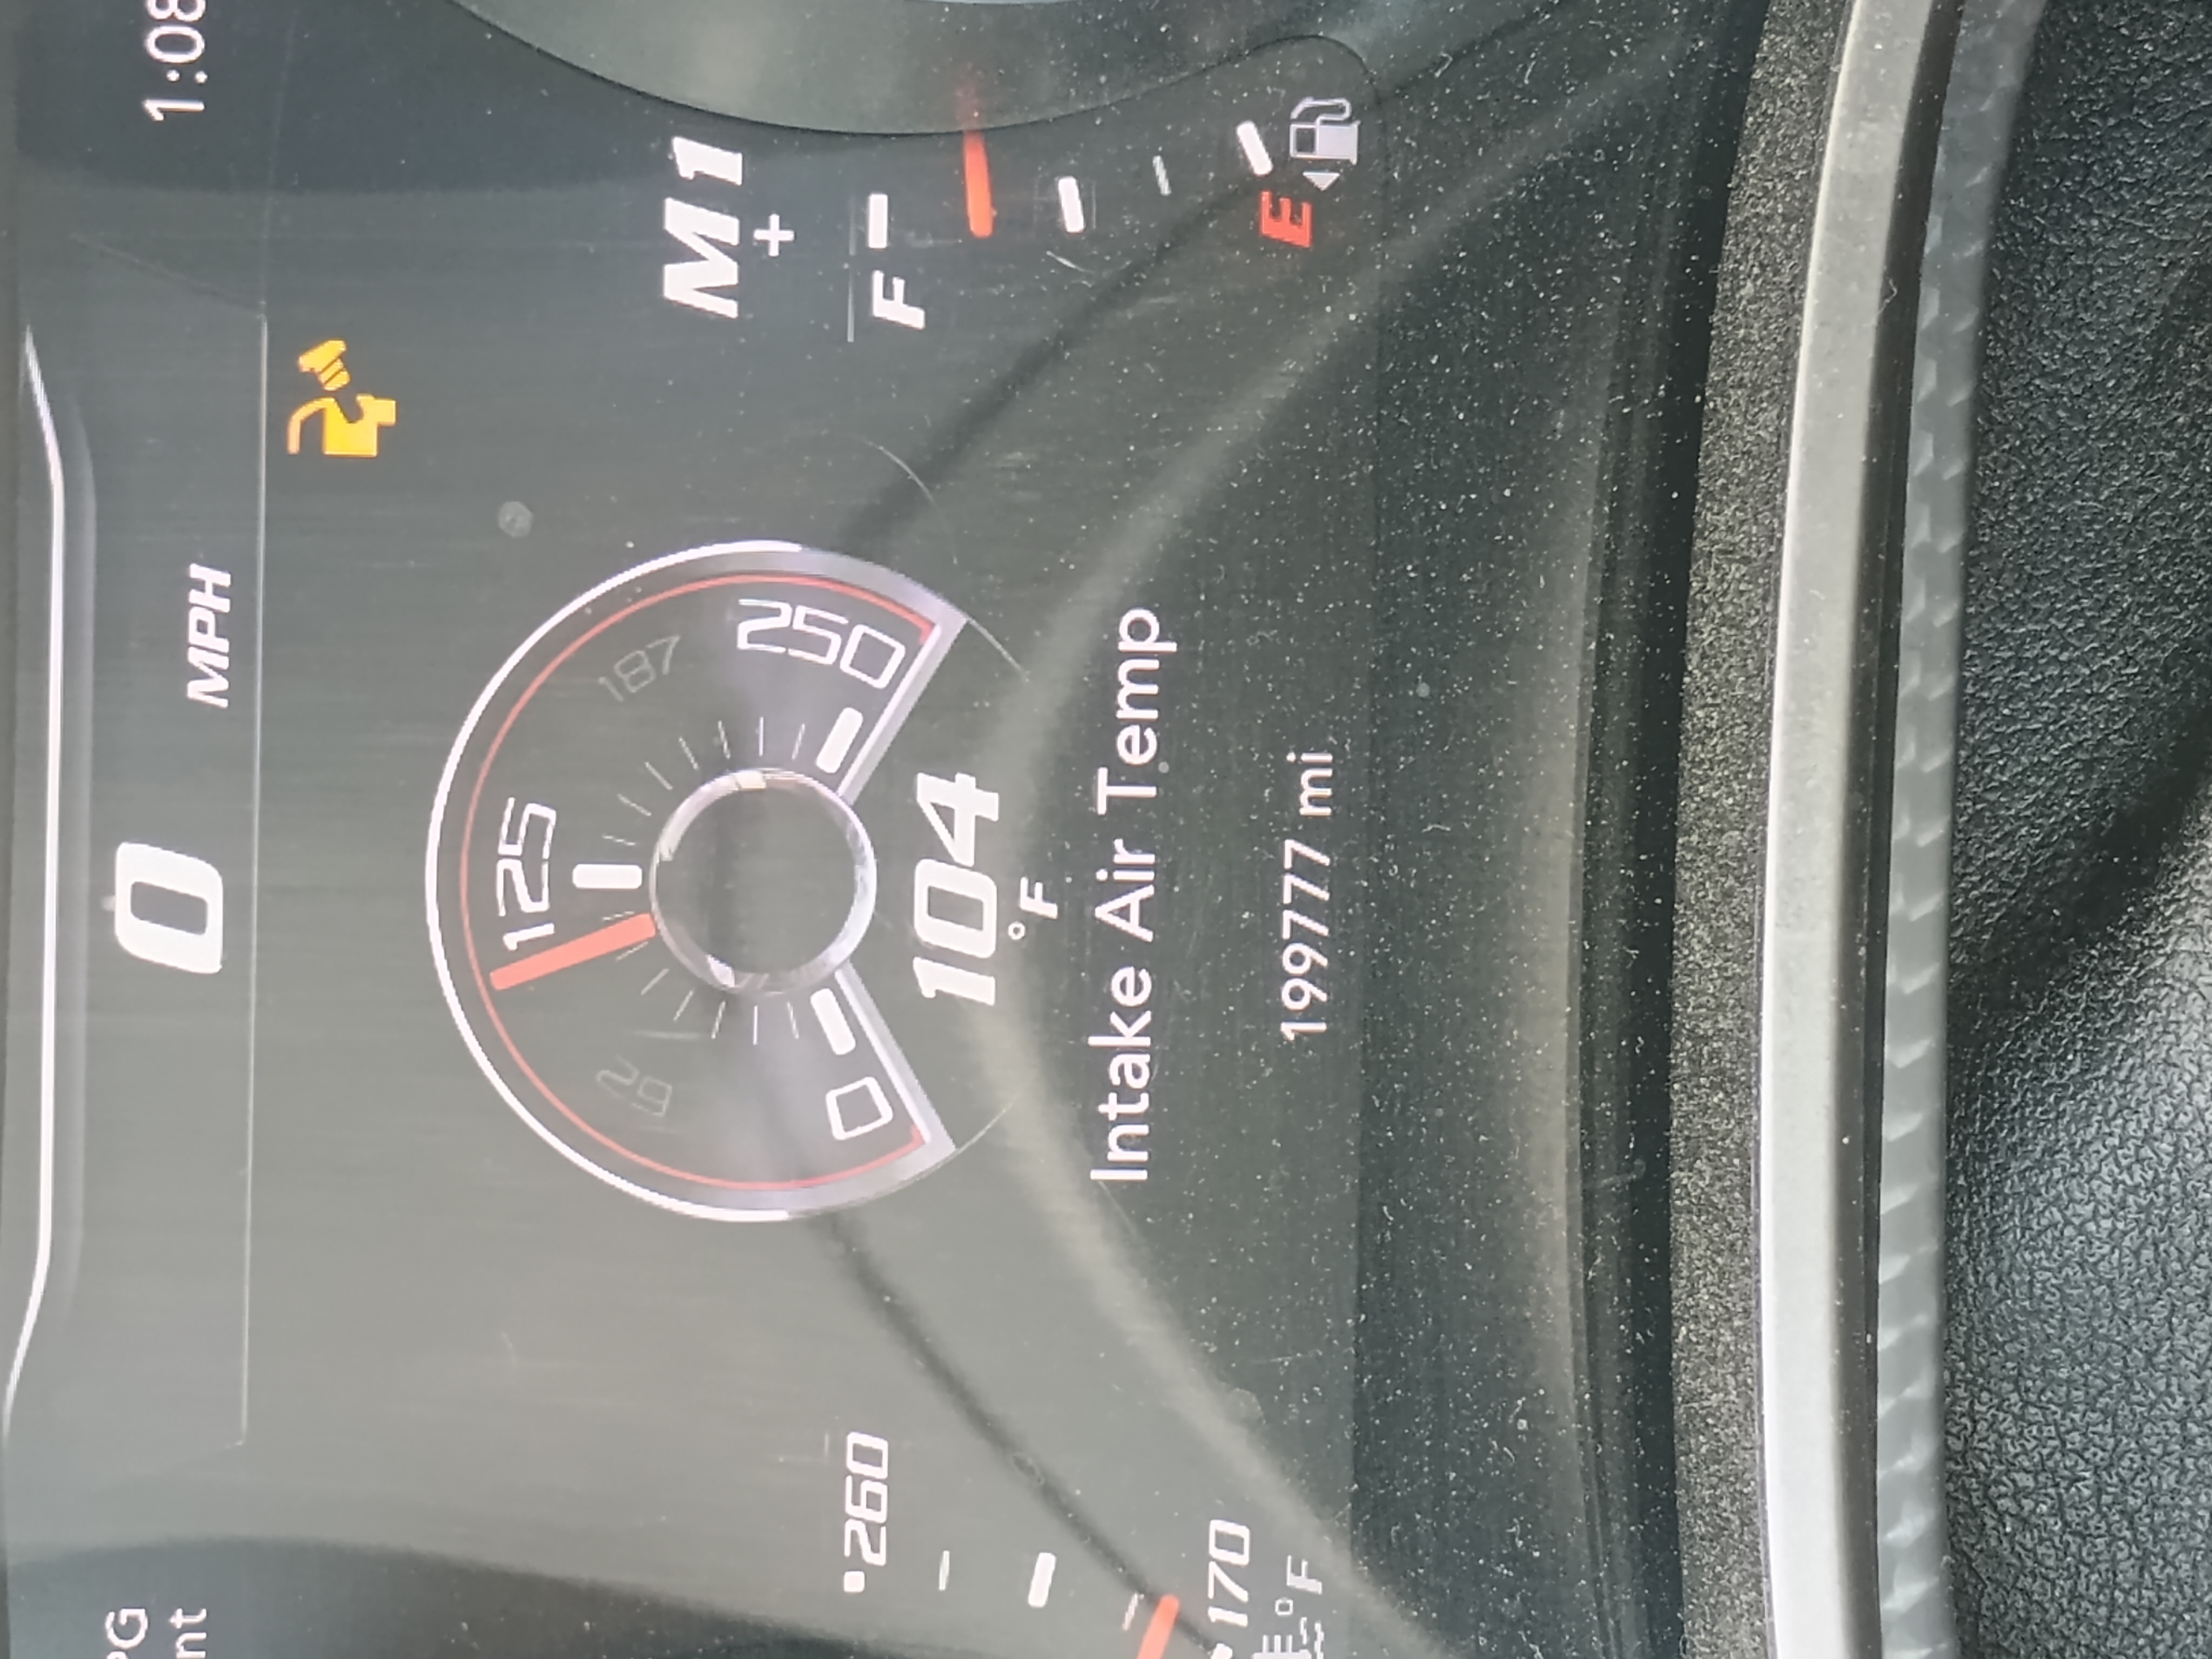 0 MPH
1:08
125
62
187
0
250
104
°F
Intake Air Temp
199777 mi
260
170
°F
M1
+
F
E